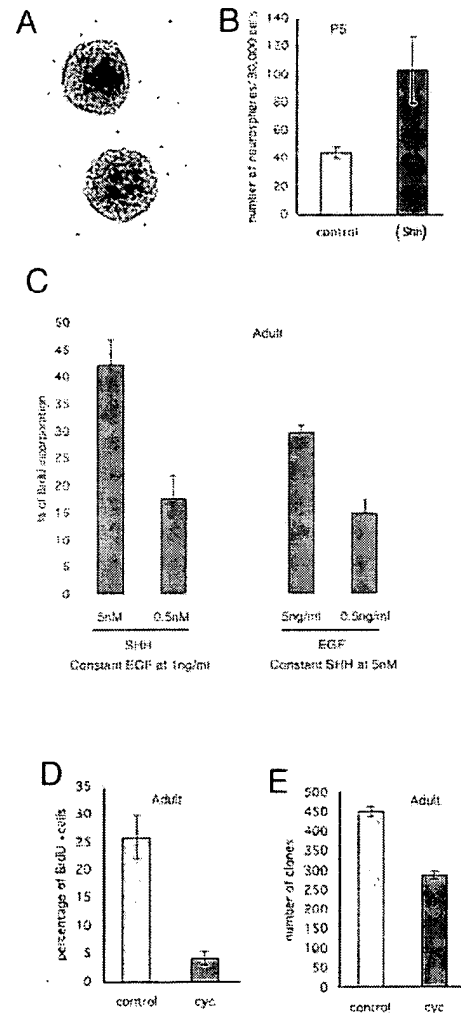 A
B
number of neurospheres/30,000 cells
140
120
100
80
60
40
20
0
P5
control
(Shh)
C
% of BrdU incorporation
50
45
40
35
30
25
20
15
10
5
0
Adult
5nM 0.5nM
SHH
Constant EGF at 1ng/ml
5ng/ml 0.5ng/ml
EGF
Constant SHH at 5nM
D
percentage of BrdU + cells
35
30
25
20
15
10
5
0
Adult
control cyc
E
number of clones
500
450
400
350
300
250
200
150
100
50
0
Adult
control cyc